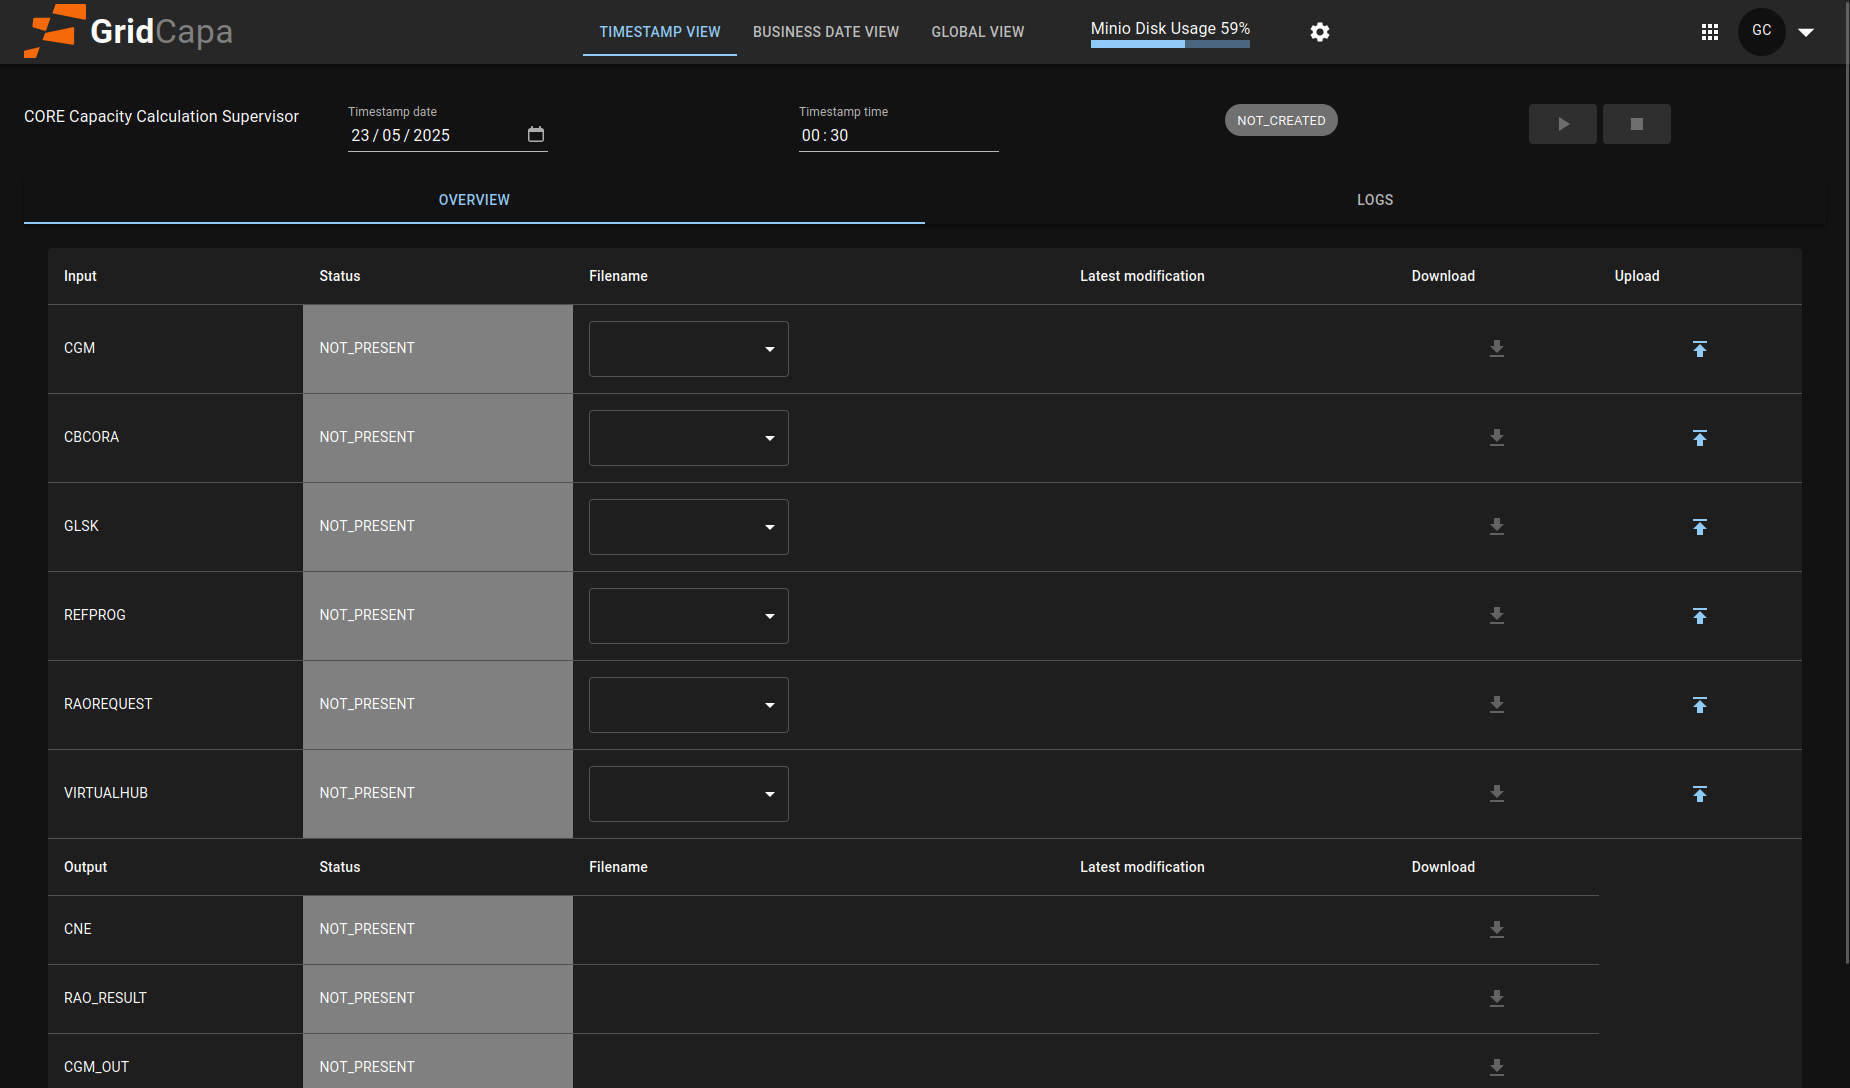 GridCapa
TIMESTAMP VIEW BUSINESS DATE VIEW GLOBAL VIEW Minio Disk Usage 59% GC
CORE Capacity Calculation Supervisor
Timestamp date
23/05/2025
Timestamp time
00:30
NOT_CREATED
OVERVIEW LOGS
Input Status Filename Latest modification Download Upload
CGM NOT_PRESENT
CBCORA NOT_PRESENT
GLSK NOT_PRESENT
REFPROG NOT_PRESENT
RAOREQUEST NOT_PRESENT
VIRTUALHUB NOT_PRESENT
Output Status Filename Latest modification Download
CNE NOT_PRESENT
RAO_RESULT NOT_PRESENT
CGM_OUT NOT_PRESENT